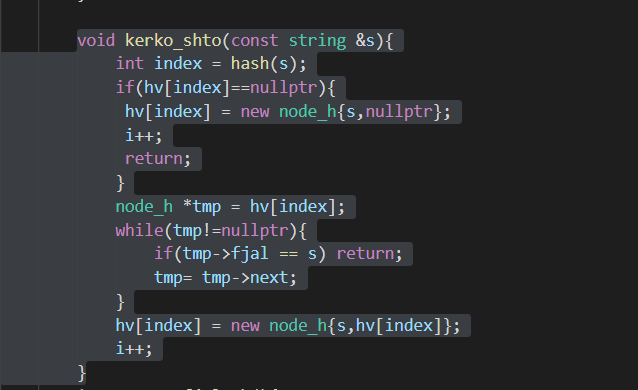 void kerko_shto(const string &s){
    int index = hash(s);
    if(hv[index]==nullptr){
     hv[index] = new node_h{s,nullptr};
     i++;
     return;
    }
    node_h *tmp = hv[index];
    while(tmp!=nullptr){
        if(tmp->fjal == s) return;
        tmp= tmp->next;
    }
    hv[index] = new node_h{s,hv[index]};
    i++;
}